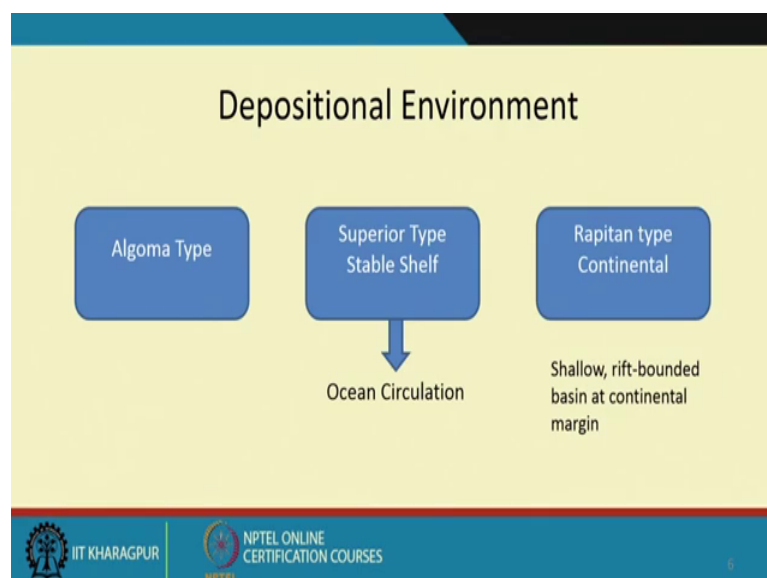 Depositional Environment
Algoma Type
Superior Type
Stable Shelf
Rapitan type
Continental
Ocean Circulation
Shallow, rift-bounded
basin at continental
margin
IIT KHARAGPUR
NPTEL ONLINE
CERTIFICATION COURSES
NPTEL
6